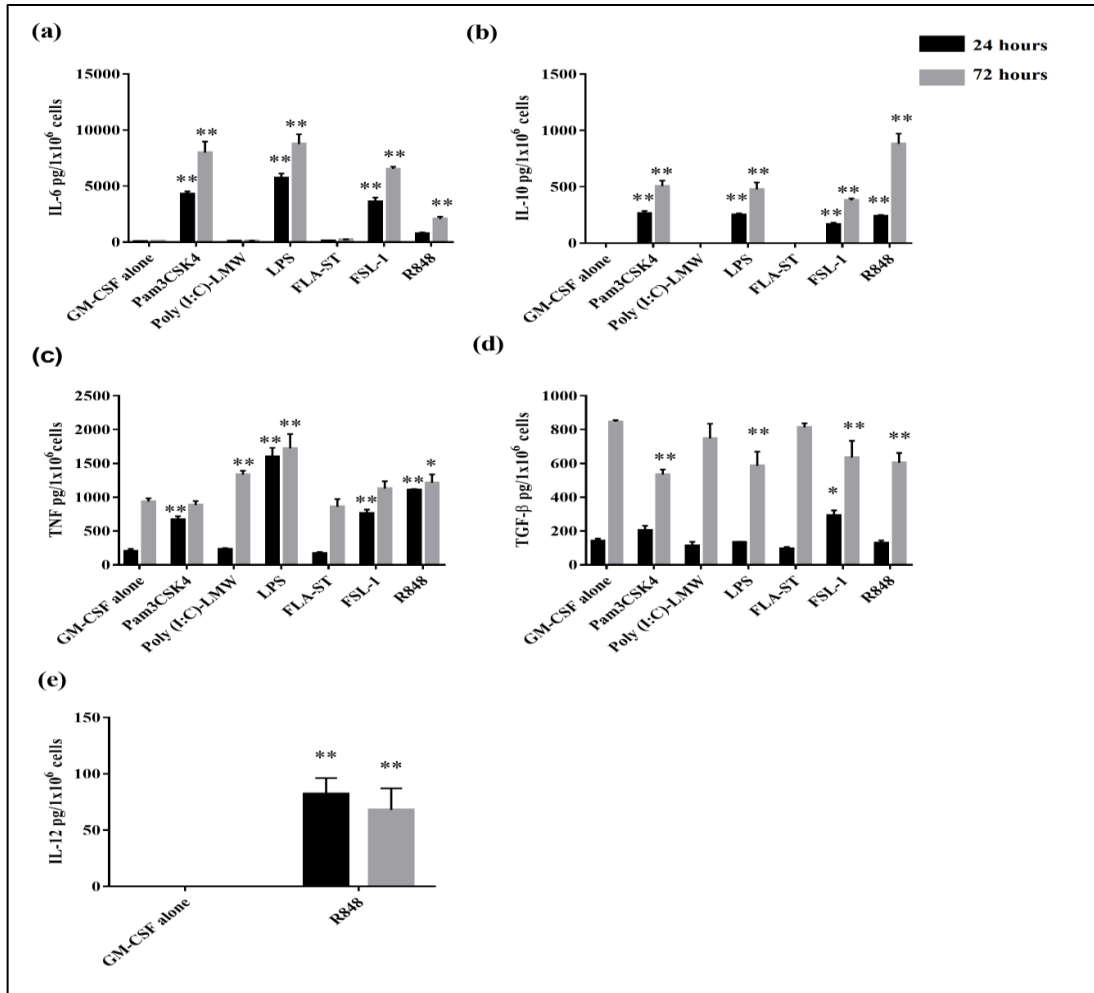 (a)
IL-6 pg/1x10⁶ cells
15000
10000
5000
0
** ** ** ** ** ** **
GM-CSF alone
Pam3CSK4
Poly (I:C)-LMW
LPS
FLA-ST
FSL-1
R848
(b)
24 hours
72 hours
IL-10 pg/1x10⁶ cells
1000
500
0
** ** ** ** ** ** ** **
GM-CSF alone
Pam3CSK4
Poly (I:C)-LMW
LPS
FLA-ST
FSL-1
R848
(c)
TNF pg/1x10⁶cells
2500
2000
1500
1000
500
0
** ** ** ** ** ** *
GM-CSF alone
Pam3CSK4
Poly (I:C)-LMW
LPS
FLA-ST
FSL-1
R848
(d)
TGF-β pg/1x10⁶ cells
1000
800
600
400
200
0
** ** * ** **
GM-CSF alone
Pam3CSK4
Poly (I:C)-LMW
LPS
FLA-ST
FSL-1
R848
(e)
IL-12 pg/1x10⁶ cells
150
100
50
0
** **
GM-CSF alone
R848